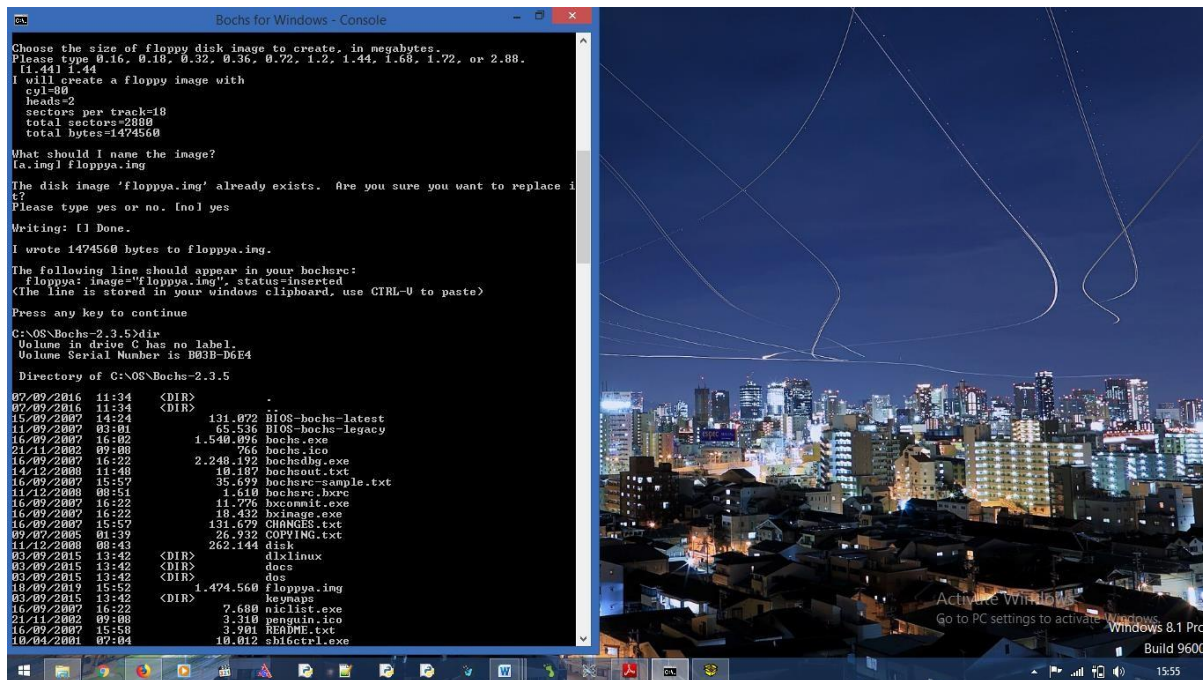 Bochs for Windows - Console
Choose the size of floppy disk image to create, in megabytes.
Please type 0.16, 0.18, 0.32, 0.36, 0.72, 1.2, 1.44, 1.68, 1.72, or 2.88.
[1.44] 1.44
I will create a floppy image with
cyl=80
heads=2
sectors per track=18
total sectors=2880
total bytes=1474560
What should I name the image?
[a.img] floppya.img
The disk image 'floppya.img' already exists.  Are you sure you want to replace i
t?
Please type yes or no. [no] yes
Writing: [] Done.
I wrote 1474560 bytes to floppya.img.
The following line should appear in your bochsrc:
floppya: image="floppya.img", status=inserted
(The line is stored in your windows clipboard, use CTRL-V to paste)
Press any key to continue
C:\OS\Bochs-2.3.5>dir
Volume in drive C has no label.
Volume Serial Number is B03B-D6E4
Directory of C:\OS\Bochs-2.3.5
07/09/2016  11:34    <DIR>          .
07/09/2016  11:34    <DIR>          ..
15/09/2007  14:24           131.072 BIOS-bochs-latest
11/09/2007  03:01            65.536 BIOS-bochs-legacy
16/09/2007  16:02         1.540.096 bochs.exe
21/11/2002  09:08               766 bochs.ico
16/09/2007  16:22         2.248.192 bochsdbg.exe
14/12/2008  11:48            10.187 bochsout.txt
16/09/2007  15:57            35.699 bochsrc-sample.txt
11/12/2008  08:51             1.610 bochsrc.bxrc
16/09/2007  16:22            11.776 bxcommit.exe
16/09/2007  16:22            18.432 bximage.exe
16/09/2007  15:57           131.679 CHANGES.txt
09/07/2005  01:39            26.932 COPYING.txt
11/12/2008  08:43           262.144 disk
03/09/2015  13:42    <DIR>          dlxlinux
03/09/2015  13:42    <DIR>          docs
03/09/2015  13:42    <DIR>          dos
18/09/2019  15:52         1.474.560 floppya.img
03/09/2015  13:42    <DIR>          keymaps
16/09/2007  16:22             7.680 niclist.exe
21/11/2002  09:08             3.310 penguin.ico
16/09/2007  15:58             3.901 README.txt
10/04/2001  07:04            10.012 sb16ctrl.exe
Activate Windows
Go to PC settings to activate Windows.
Windows 8.1 Pro
Build 9600
15:55